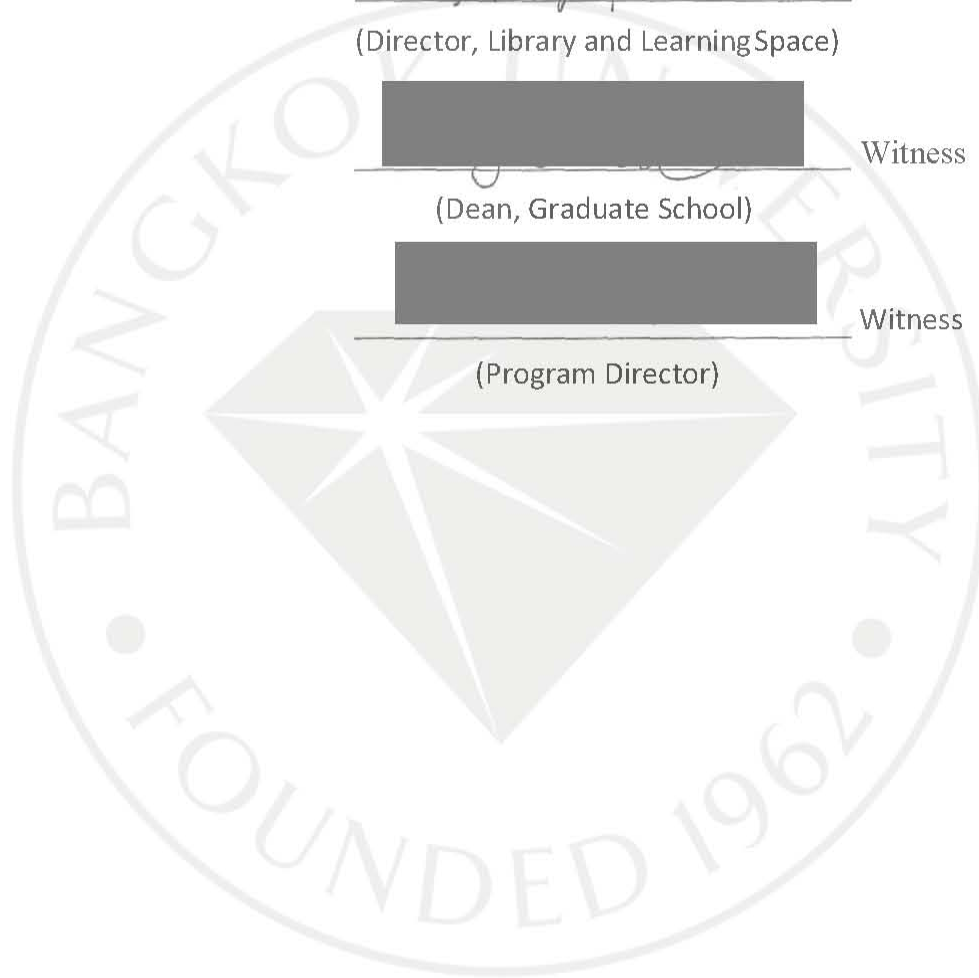 (Director, Library and Learning Space)
Witness
(Dean, Graduate School)
Witness
(Program Director)
BANGKOK UNIVERSITY
FOUNDED 1962